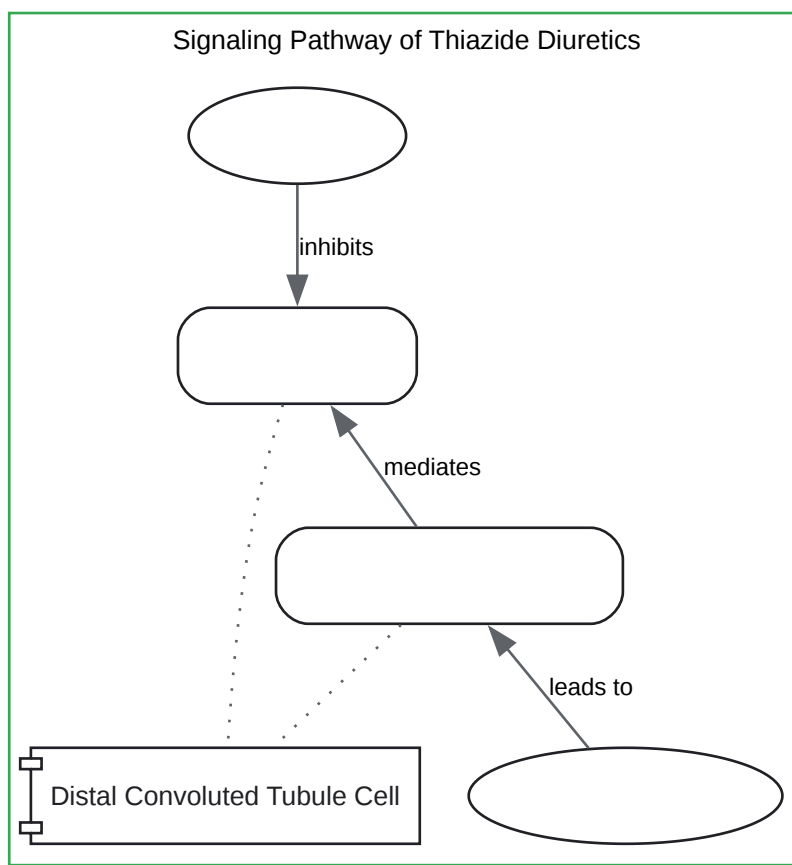 Signaling Pathway of Thiazide Diuretics
inhibits
mediates
leads to
Distal Convoluted Tubule Cell